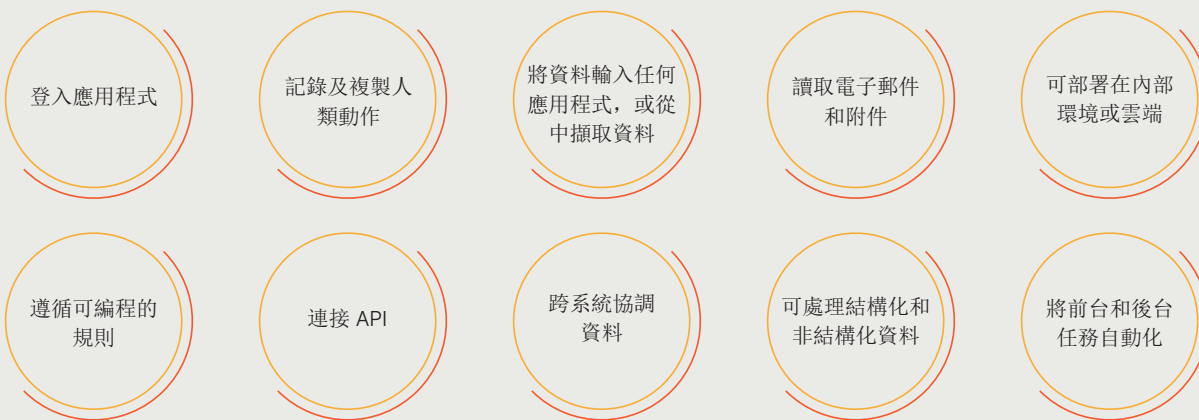 登入應用程式
記錄及複製人
類動作
將資料輸入任何
應用程式，或從
中擷取資料
讀取電子郵件
和附件
可部署在內部
環境或雲端
遵循可編程的
規則
連接 API
跨系統協調
資料
可處理結構化和
非結構化資料
將前台和後台
任務自動化